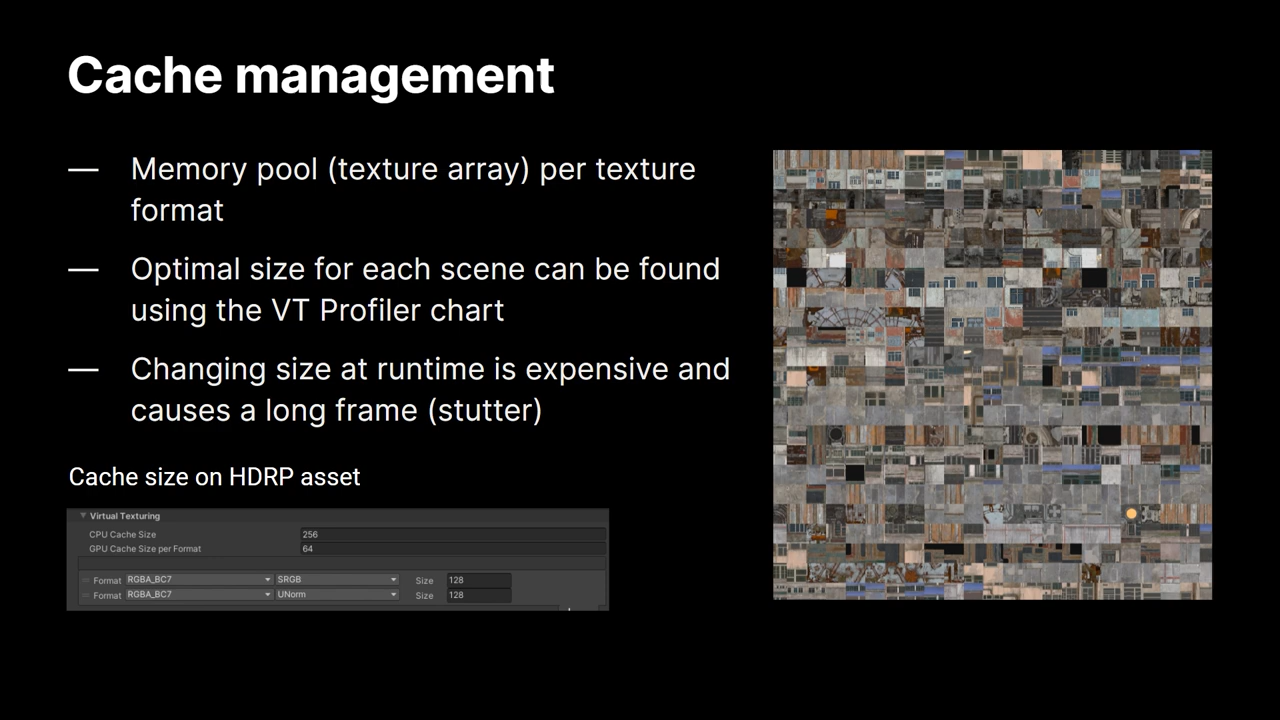 Cache management
— Memory pool (texture array) per texture
format
— Optimal size for each scene can be found
using the VT Profiler chart
— Changing size at runtime is expensive and
causes a long frame (stutter)
Cache size on HDRP asset
Virtual Texturing
CPU Cache Size 256
GPU Cache Size per Format 64
Format RGBA_BC7 SRGB Size 128
Format RGBA_BC7 UNorm Size 128